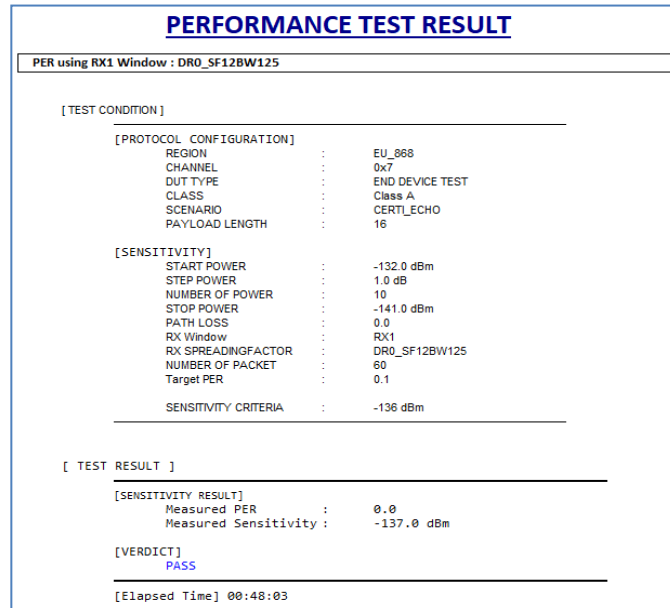 PERFORMANCE TEST RESULT
PER using RX1 Window : DR0_SF12BW125
[ TEST CONDITION ]
[PROTOCOL CONFIGURATION]
REGION : EU_868
CHANNEL : 0x7
DUT TYPE : END DEVICE TEST
CLASS : Class A
SCENARIO : CERTI_ECHO
PAYLOAD LENGTH : 16
[SENSITIVITY]
START POWER : -132.0 dBm
STEP POWER : 1.0 dB
NUMBER OF POWER : 10
STOP POWER : -141.0 dBm
PATH LOSS : 0.0
RX Window : RX1
RX SPREADINGFACTOR : DR0_SF12BW125
NUMBER OF PACKET : 60
Target PER : 0.1
SENSITIVITY CRITERIA : -136 dBm
[ TEST RESULT ]
[SENSITIVITY RESULT]
Measured PER : 0.0
Measured Sensitivity : -137.0 dBm
[VERDICT]
PASS
[Elapsed Time] 00:48:03